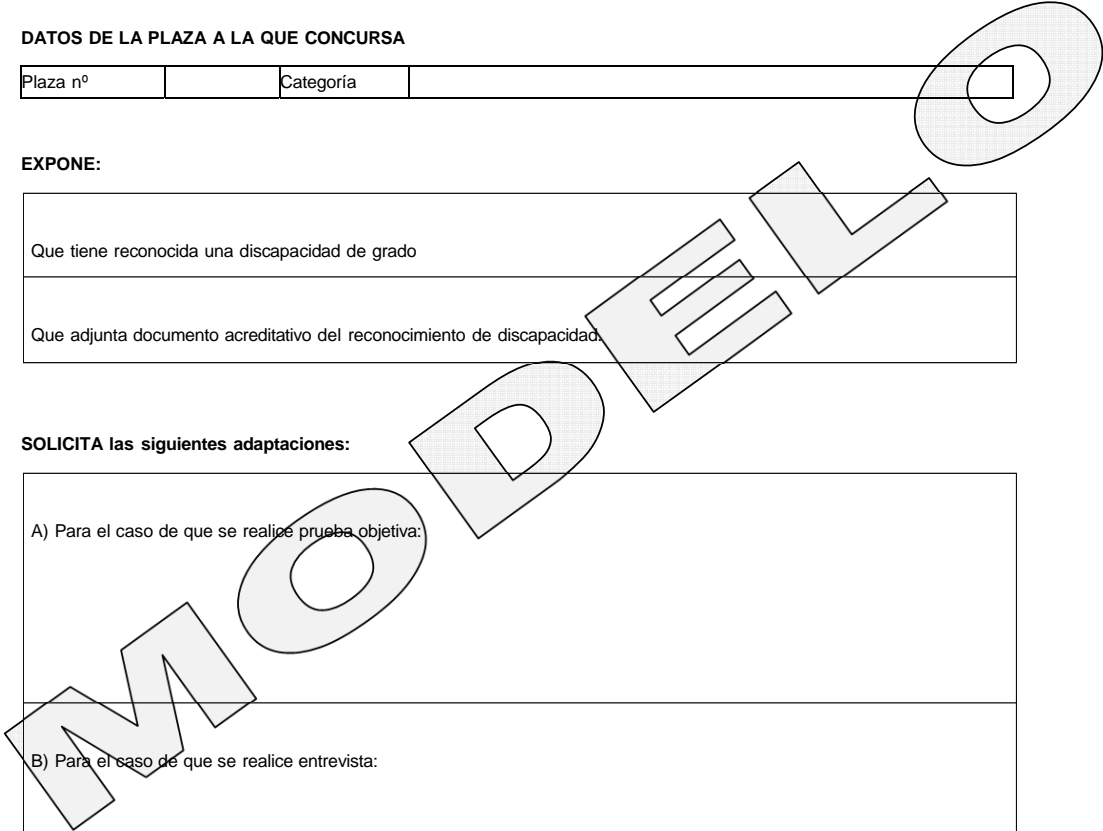 DATOS DE LA PLAZA A LA QUE CONCURSA
Plaza nº Categoría
EXPONE:
Que tiene reconocida una discapacidad de grado
Que adjunta documento acreditativo del reconocimiento de discapacidad.
SOLICITA las siguientes adaptaciones:
A) Para el caso de que se realice prueba objetiva:
B) Para el caso de que se realice entrevista:
MODELO